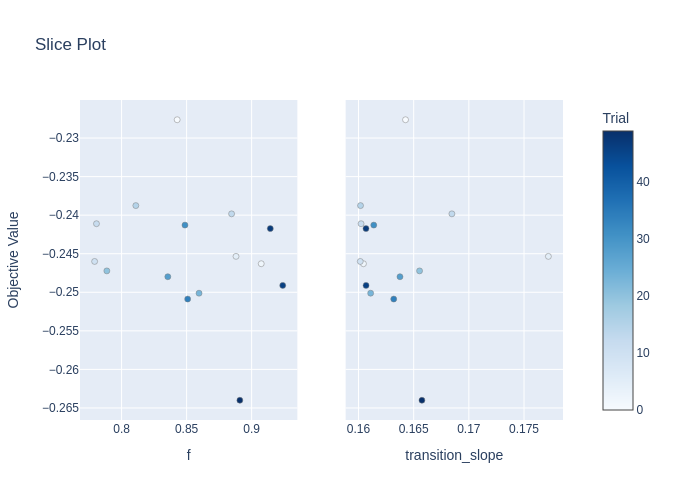 Slice Plot
Trial
Objective Value
−0.23
−0.235
−0.24
−0.245
−0.25
−0.255
−0.26
−0.265
0.8 0.85 0.9
f
0.16 0.165 0.17 0.175
transition_slope
40
30
20
10
0